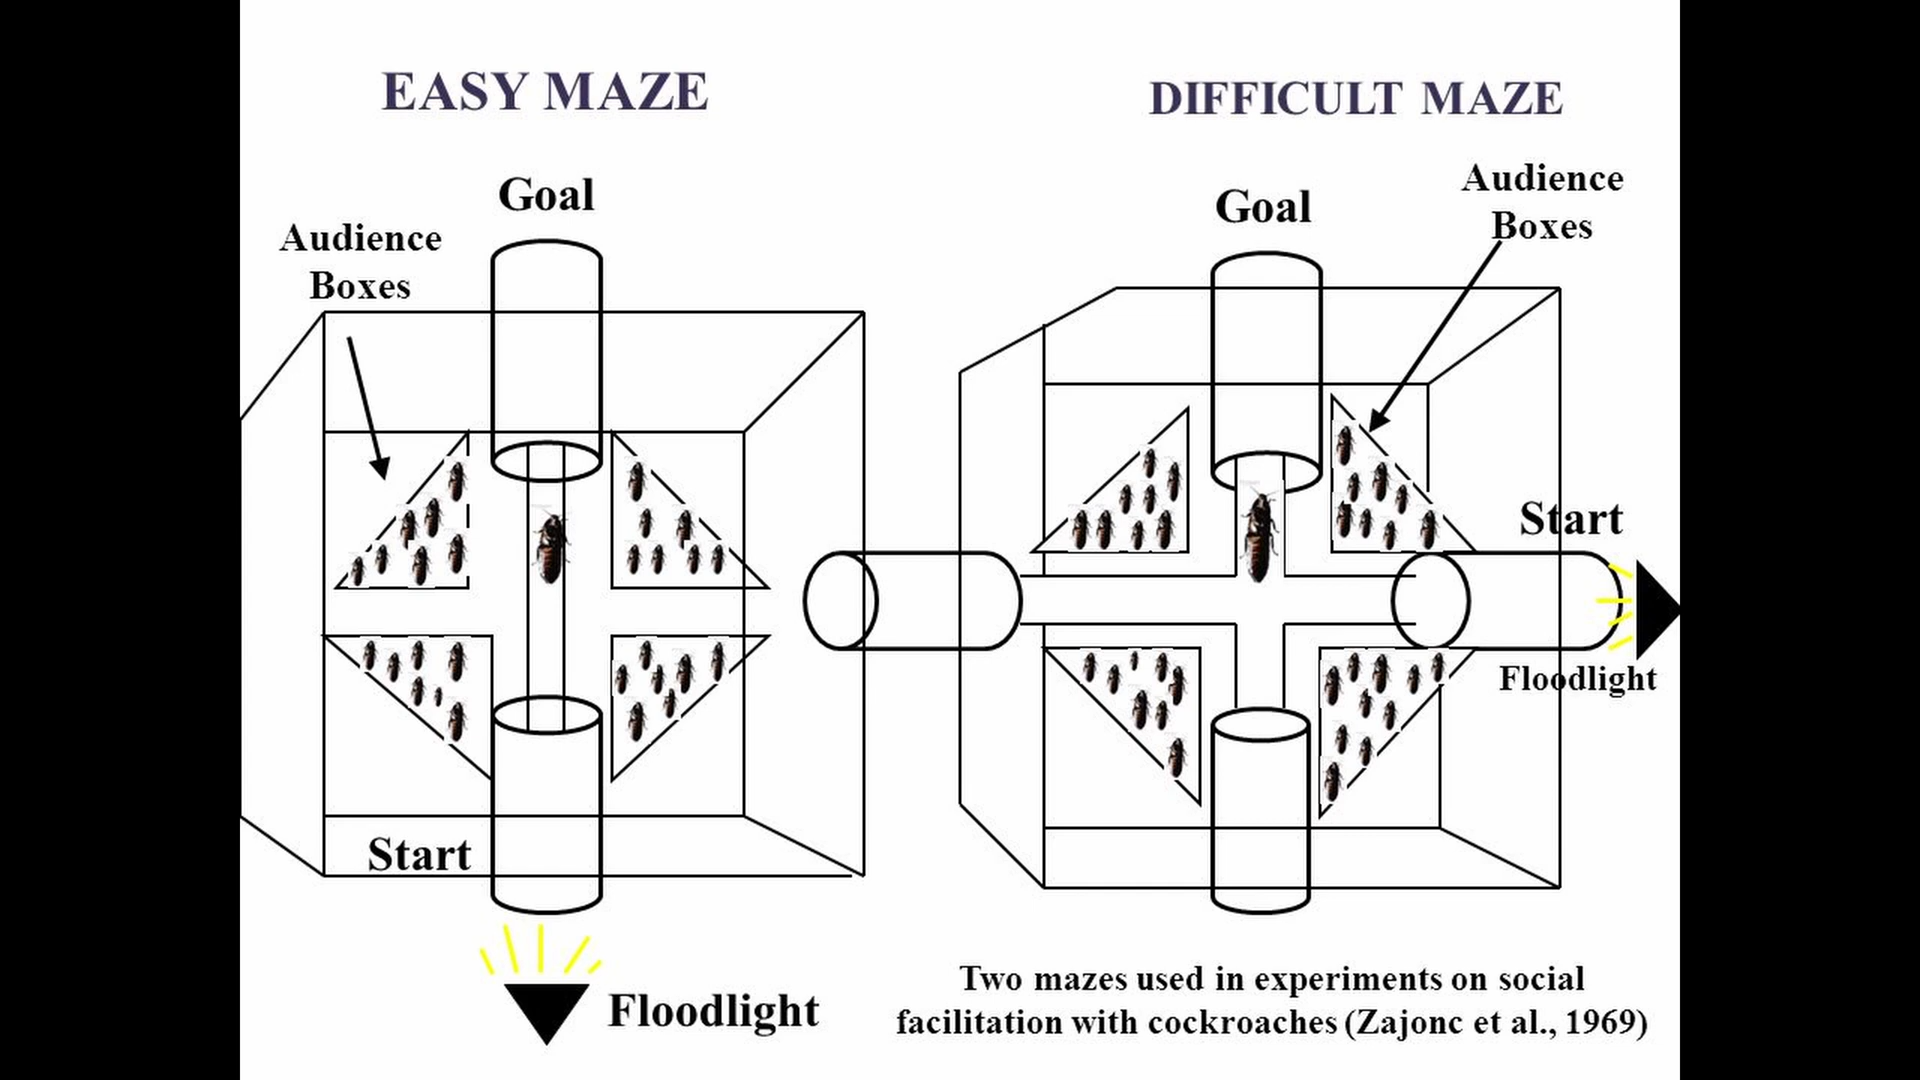 EASY MAZE
Goal
Audience
Boxes
Start
Floodlight
DIFFICULT MAZE
Audience
Boxes
Goal
Start
Floodlight
Two mazes used in experiments on social
facilitation with cockroaches (Zajonc et al., 1969)